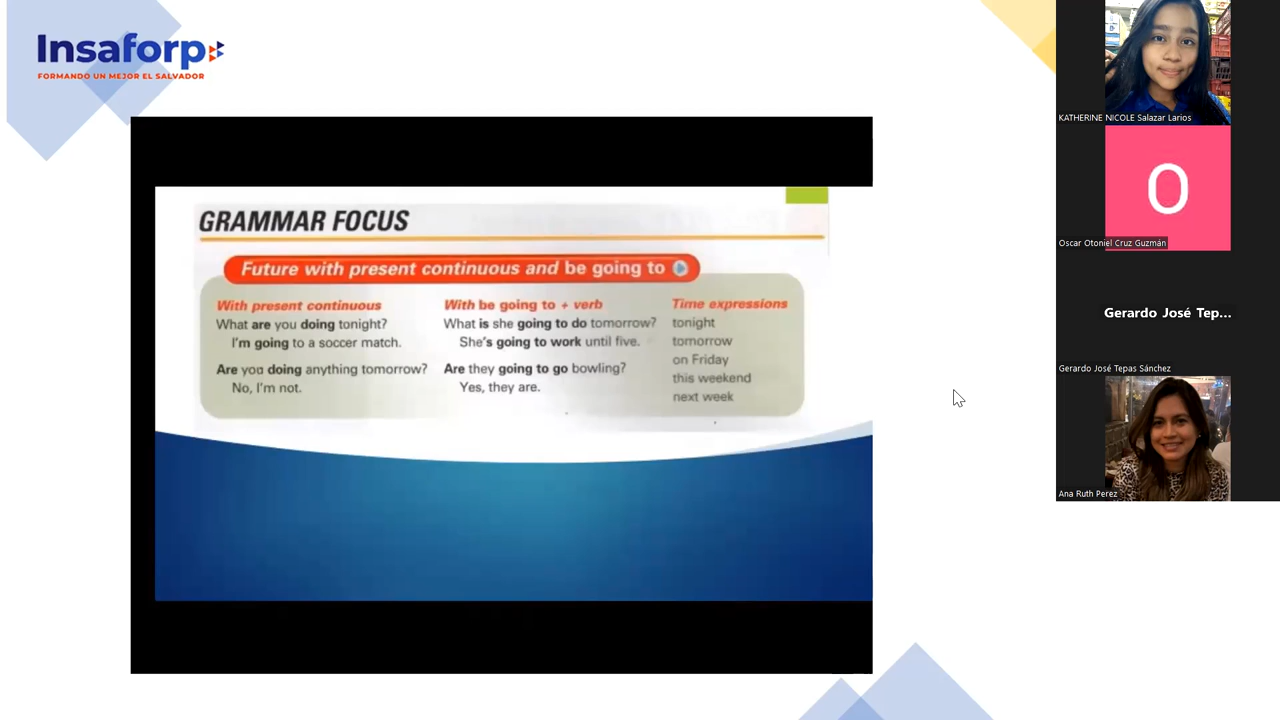 Insaforp
FORMANDO UN MEJOR EL SALVADOR
GRAMMAR FOCUS
Future with present continuous and be going to
With present continuous
What are you doing tonight?
I'm going to a soccer match.
Are you doing anything tomorrow?
No, I'm not.
With be going to + verb
What is she going to do tomorrow?
She's going to work until five.
Are they going to go bowling?
Yes, they are.
Time expressions
tonight
tomorrow
on Friday
this weekend
next week
KATHERINE NICOLE Salazar Larios
O
Oscar Otoniel Cruz Guzmán
Gerardo José Tep...
Gerardo José Tepas Sánchez
Ana Ruth Perez